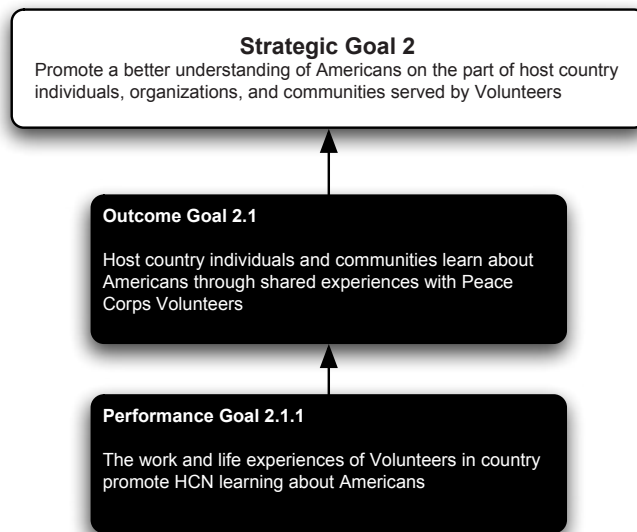 Strategic Goal 2
Promote a better understanding of Americans on the part of host country
individuals, organizations, and communities served by Volunteers
Outcome Goal 2.1
Host country individuals and communities learn about
Americans through shared experiences with Peace
Corps Volunteers
Performance Goal 2.1.1
The work and life experiences of Volunteers in country
promote HCN learning about Americans